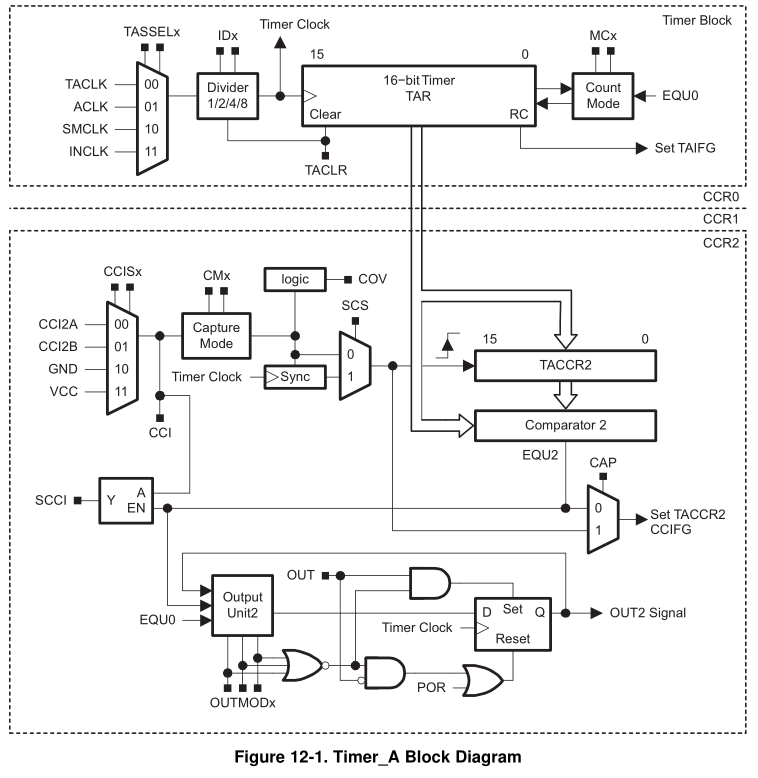 Timer Block
Timer Clock
TASSELx
IDx
15
0
MCx
TACLK
00
ACLK
01
SMCLK
10
INCLK
11
Divider
1/2/4/8
16−bit Timer
TAR
Clear
RC
Count
Mode
EQU0
Set TAIFG
TACLR
CCR0
CCR1
CCR2
CCISx
CMx
logic
COV
SCS
CCI2A
00
CCI2B
01
GND
10
VCC
11
Capture
Mode
0
1
Timer Clock
Sync
15
0
TACCR2
Comparator 2
CCI
EQU2
CAP
SCCI
Y
A
EN
0
1
Set TACCR2
CCIFG
OUT
Output
Unit2
EQU0
Timer Clock
D
Set
Q
Reset
OUT2 Signal
POR
OUTMODx
Figure 12-1. Timer_A Block Diagram